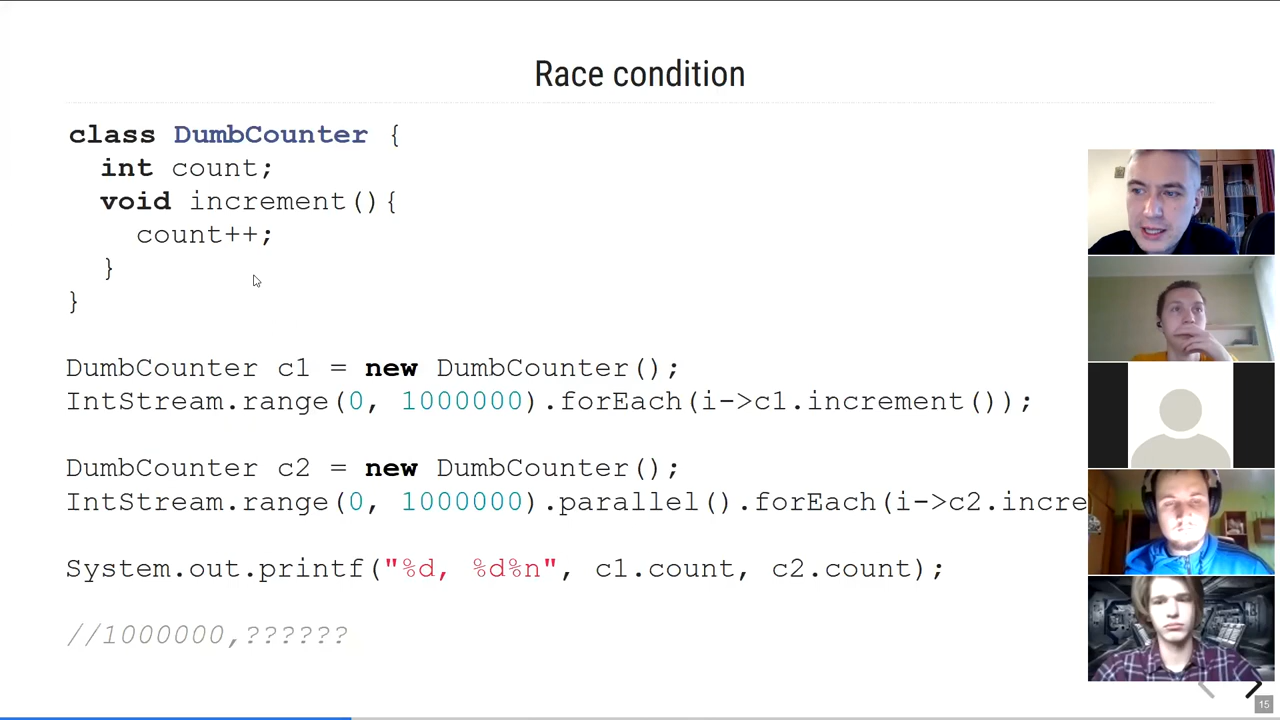 Race condition
class DumbCounter {
int count;
void increment(){
count++;
}
}
DumbCounter c1 = new DumbCounter();
IntStream.range(0, 1000000).forEach(i->c1.increment());
DumbCounter c2 = new DumbCounter();
IntStream.range(0, 1000000).parallel().forEach(i->c2.incre
System.out.printf("%d, %d%n", c1.count, c2.count);
//1000000,??????
15